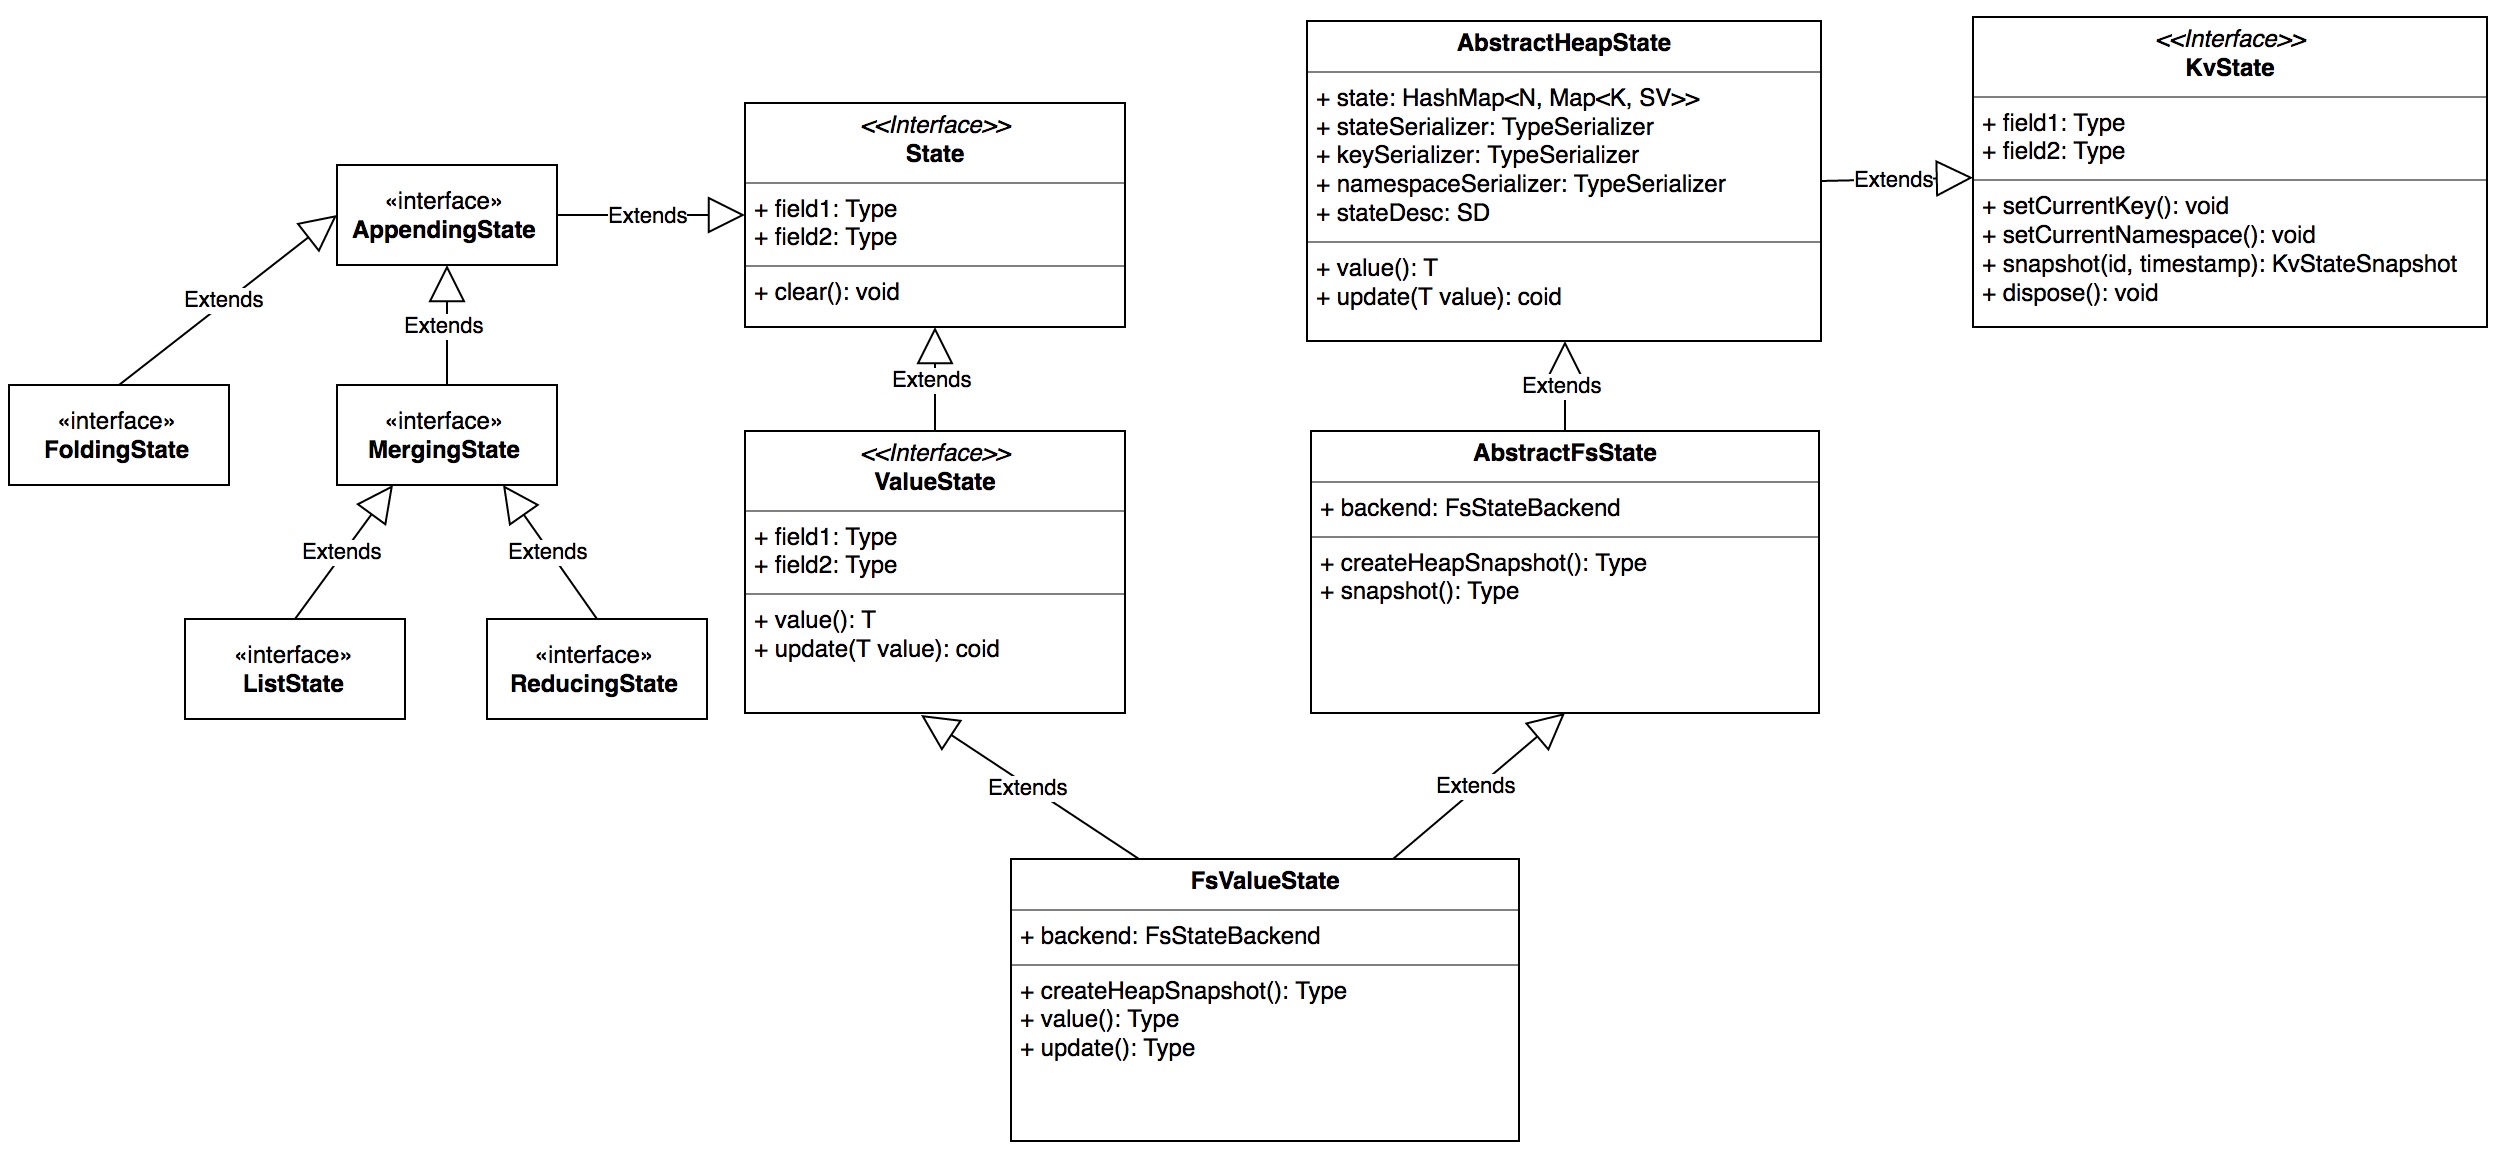 <<Interface>>
State
+ field1: Type
+ field2: Type
+ clear(): void
AbstractHeapState
+ state: HashMap<N, Map<K, SV>>
+ stateSerializer: TypeSerializer
+ keySerializer: TypeSerializer
+ namespaceSerializer: TypeSerializer
+ stateDesc: SD
+ value(): T
+ update(T value): coid
<<Interface>>
KvState
+ field1: Type
+ field2: Type
+ setCurrentKey(): void
+ setCurrentNamespace(): void
+ snapshot(id, timestamp): KvStateSnapshot
+ dispose(): void
«interface»
AppendingState
Extends
Extends
Extends
Extends
Extends
Extends
«interface»
FoldingState
«interface»
MergingState
<<Interface>>
ValueState
+ field1: Type
+ field2: Type
+ value(): T
+ update(T value): coid
AbstractFsState
+ backend: FsStateBackend
+ createHeapSnapshot(): Type
+ snapshot(): Type
Extends
Extends
«interface»
ListState
«interface»
ReducingState
Extends
Extends
FsValueState
+ backend: FsStateBackend
+ createHeapSnapshot(): Type
+ value(): Type
+ update(): Type